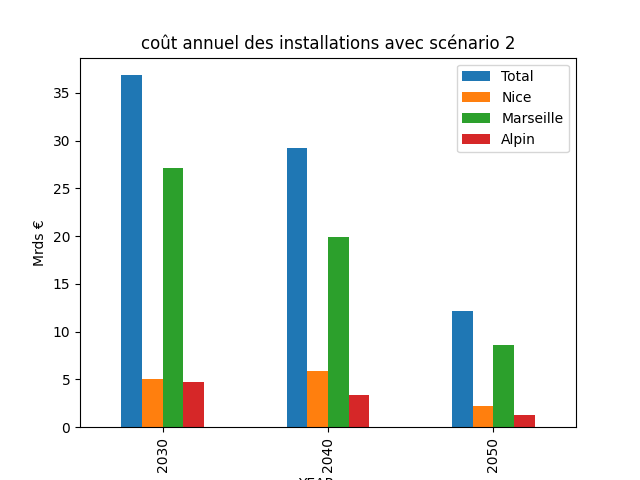 coût annuel des installations avec scénario 2
Total
Nice
Marseille
Alpin
Mrds €
35
30
25
20
15
10
5
0
2030
2040
2050
YEAR